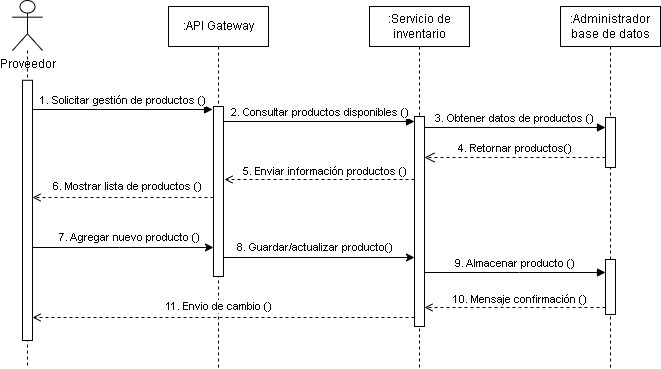 :API Gateway
:Servicio de
inventario
:Administrador
base de datos
Proveedor
1. Solicitar gestión de productos ()
2. Consultar productos disponibles ()
3. Obtener datos de productos ()
4. Retornar productos()
5. Enviar información productos ()
6. Mostrar lista de productos ()
7. Agregar nuevo producto ()
8. Guardar/actualizar producto()
9. Almacenar producto ()
10. Mensaje confirmación ()
11. Envio de cambio ()